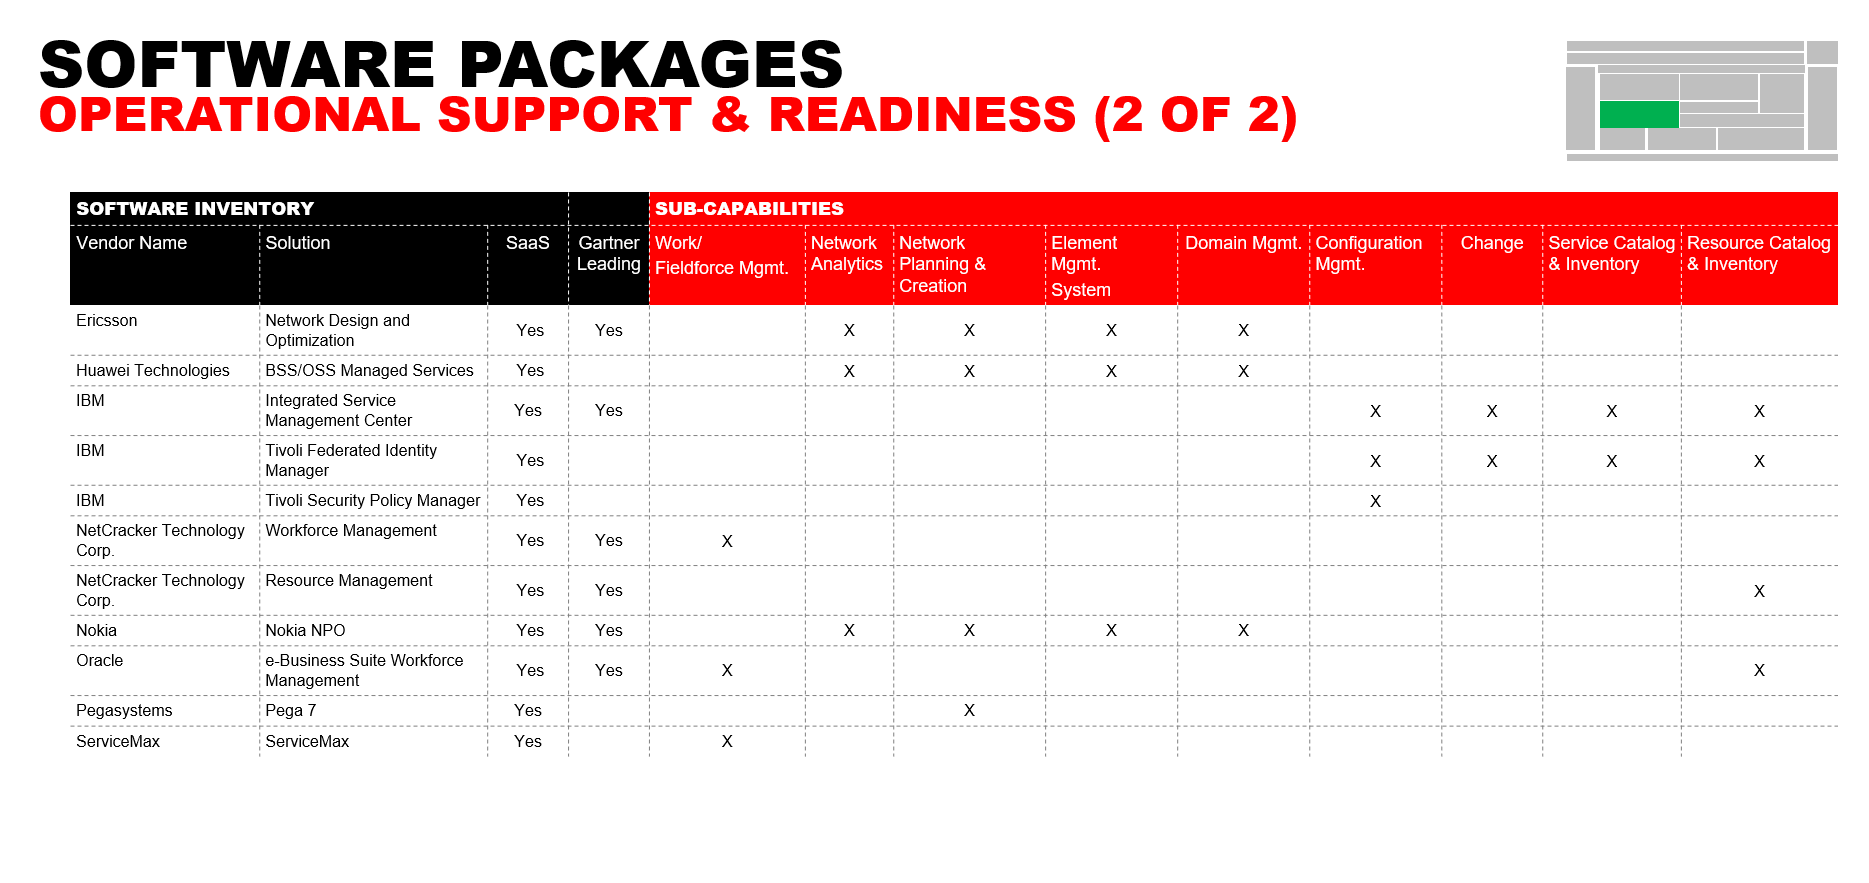 SOFTWARE PACKAGES
OPERATIONAL SUPPORT & READINESS (2 OF 2)
SOFTWARE INVENTORY SUB-CAPABILITIES
Vendor Name Solution SaaS Gartner Leading Work/ Fieldforce Mgmt. Network Analytics Network Planning & Creation Element Mgmt. System Domain Mgmt. Configuration Mgmt. Change Service Catalog & Inventory Resource Catalog & Inventory
Ericsson Network Design and Optimization Yes Yes X X X X
Huawei Technologies BSS/OSS Managed Services Yes X X X X
IBM Integrated Service Management Center Yes Yes X X X X
IBM Tivoli Federated Identity Manager Yes X X X X
IBM Tivoli Security Policy Manager Yes X
NetCracker Technology Corp. Workforce Management Yes Yes X
NetCracker Technology Corp. Resource Management Yes Yes X
Nokia Nokia NPO Yes Yes X X X X
Oracle e-Business Suite Workforce Management Yes Yes X X
Pegasystems Pega 7 Yes X
ServiceMax ServiceMax Yes X